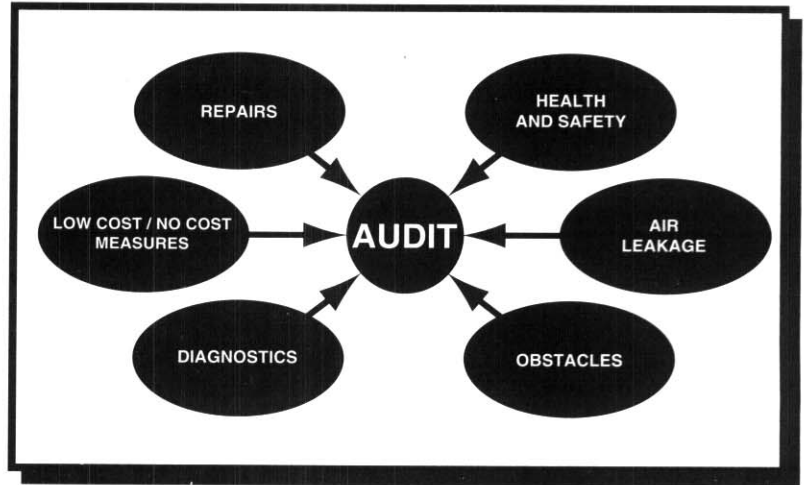 REPAIRS
HEALTH
AND SAFETY
LOW COST / NO COST
MEASURES
AUDIT
AIR
LEAKAGE
DIAGNOSTICS
OBSTACLES